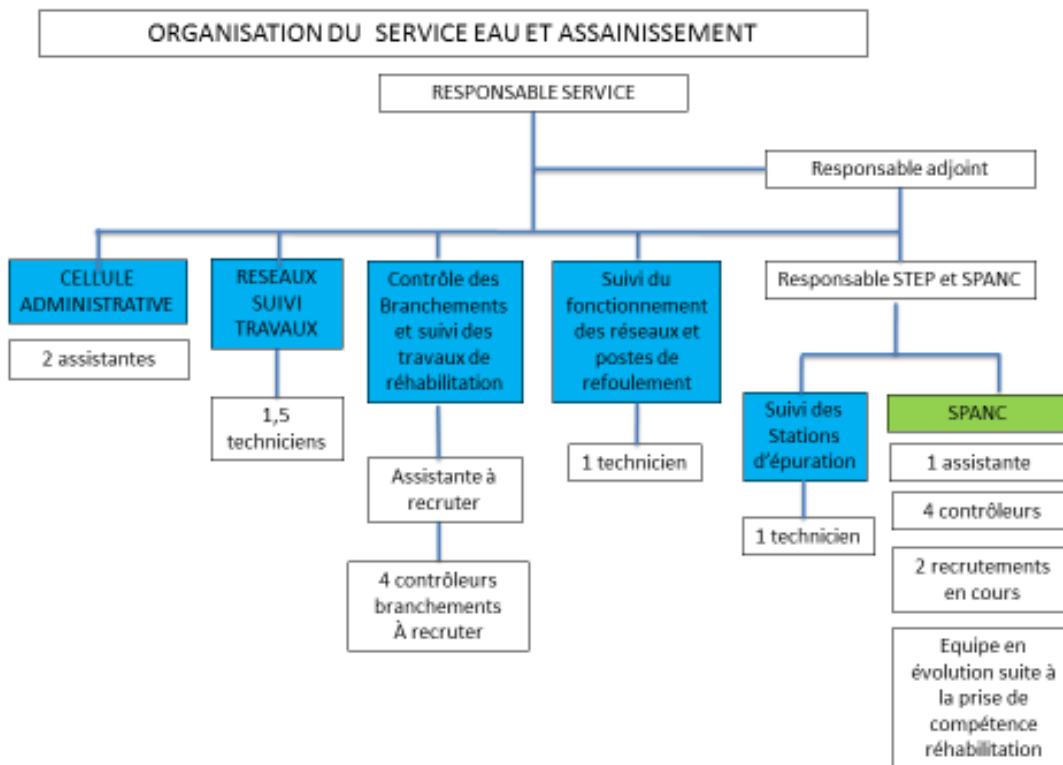 ORGANISATION DU SERVICE EAU ET ASSAINISSEMENT
RESPONSABLE SERVICE
Responsable adjoint
CELLULE
ADMINISTRATIVE
2 assistantes
RESEAUX
SUIVI
TRAVAUX
1,5
techniciens
Contrôle des
Branchements
et suivi des
travaux de
réhabilitation
Assistante à
recruter
4 contrôleurs
branchements
À recruter
Suivi du
fonctionnement
des réseaux et
postes de
refoulement
1 technicien
Responsable STEP et SPANC
Suivi des
Stations
d'épuration
1 technicien
SPANC
1 assistante
4 contrôleurs
2 recrutements
en cours
Equipe en
évolution suite à
la prise de
compétence
réhabilitation